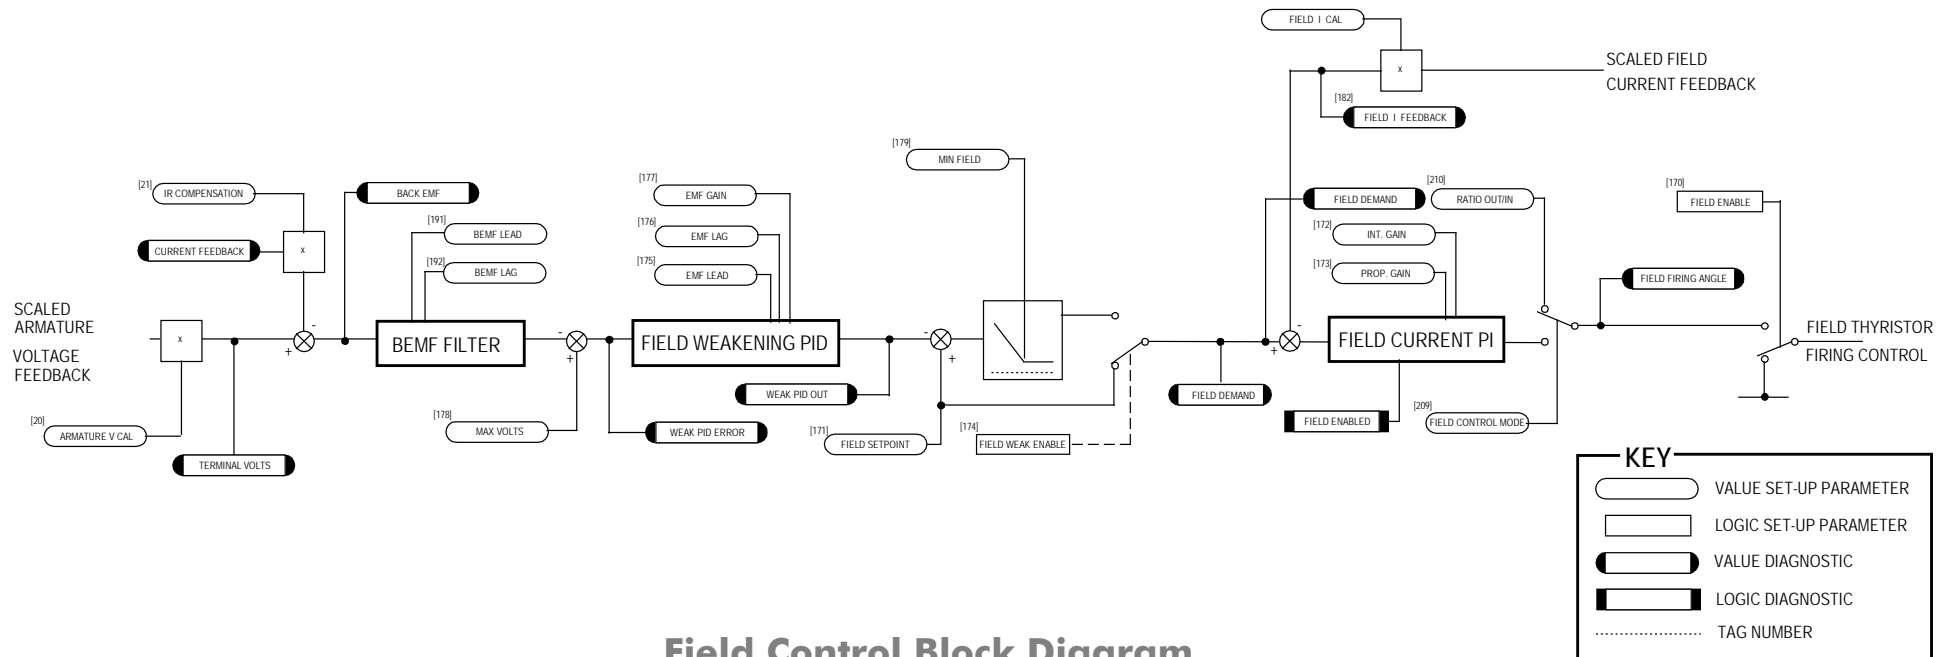 FIELD I CAL
x
SCALED FIELD
CURRENT FEEDBACK
[182]
FIELD I FEEDBACK
[179]
MIN FIELD
[21]
IR COMPENSATION
BACK EMF
[177]
EMF GAIN
FIELD DEMAND
[210]
RATIO OUT/IN
[170]
FIELD ENABLE
[191]
BEMF LEAD
[176]
EMF LAG
[172]
INT. GAIN
CURRENT FEEDBACK
x
[192]
BEMF LAG
[175]
EMF LEAD
[173]
PROP. GAIN
FIELD FIRING ANGLE
SCALED
ARMATURE
VOLTAGE
FEEDBACK
x
-
+
BEMF FILTER
-
+
FIELD WEAKENING PID
-
+
-
+
FIELD CURRENT PI
FIELD THYRISTOR
FIRING CONTROL
WEAK PID OUT
FIELD DEMAND
[20]
ARMATURE V CAL
TERMINAL VOLTS
[178]
MAX VOLTS
WEAK PID ERROR
[171]
FIELD SETPOINT
[174]
FIELD WEAK ENABLE
FIELD ENABLED
[209]
FIELD CONTROL MODE
KEY
VALUE SET-UP PARAMETER
LOGIC SET-UP PARAMETER
VALUE DIAGNOSTIC
LOGIC DIAGNOSTIC
TAG NUMBER
Field Control Block Diagram